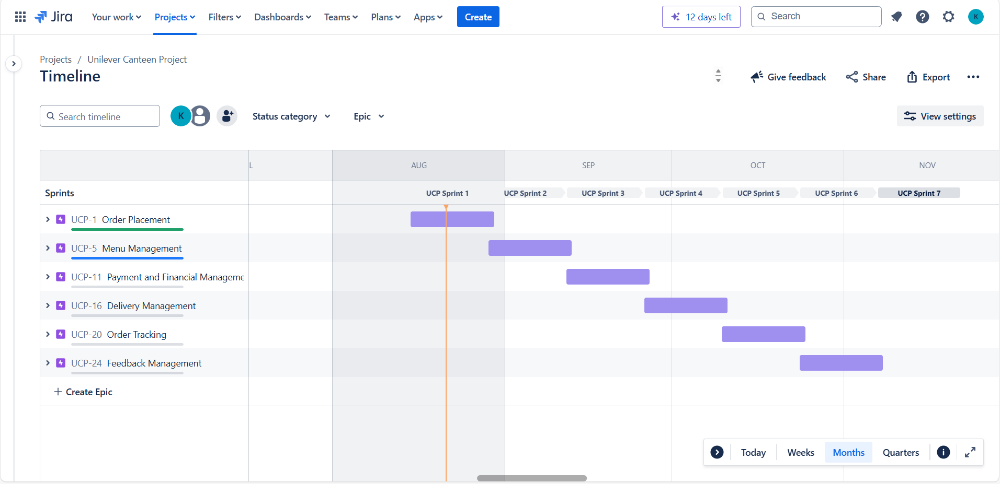 Jira Your work Projects Filters Dashboards Teams Plans Apps Create 12 days left Search K
Projects / Unilever Canteen Project
Timeline
Give feedback Share Export
Search timeline K Status category Epic View settings
L AUG SEP OCT NOV
Sprints UCP Sprint 1 UCP Sprint 2 UCP Sprint 3 UCP Sprint 4 UCP Sprint 5 UCP Sprint 6 UCP Sprint 7
UCP-1 Order Placement
UCP-5 Menu Management
UCP-11 Payment and Financial Manageme
UCP-16 Delivery Management
UCP-20 Order Tracking
UCP-24 Feedback Management
+ Create Epic
Today Weeks Months Quarters